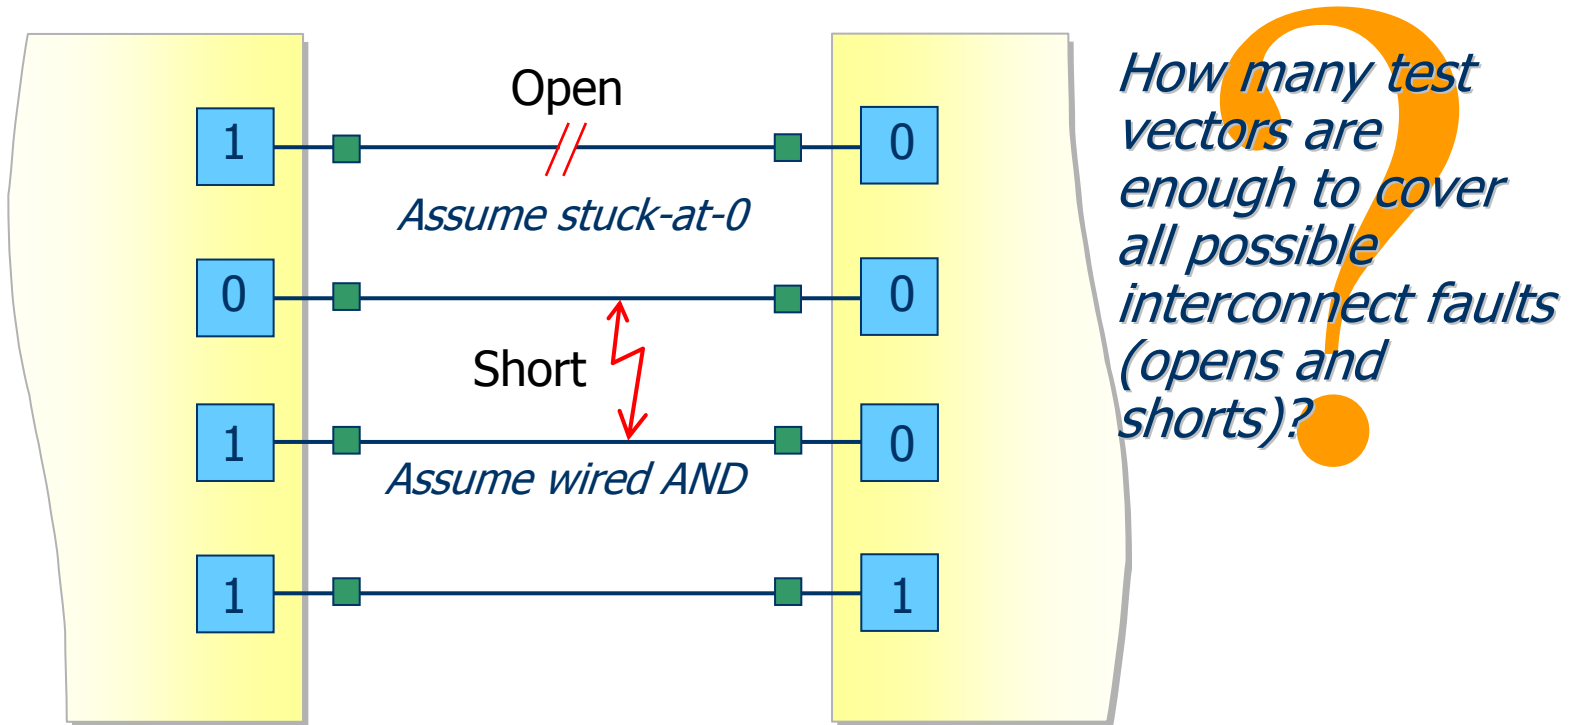 Open
1
0
Assume stuck-at-0
0
0
Short
1
0
Assume wired AND
1
1
How many test
vectors are
enough to cover
all possible
interconnect faults
(opens and
shorts)?
?